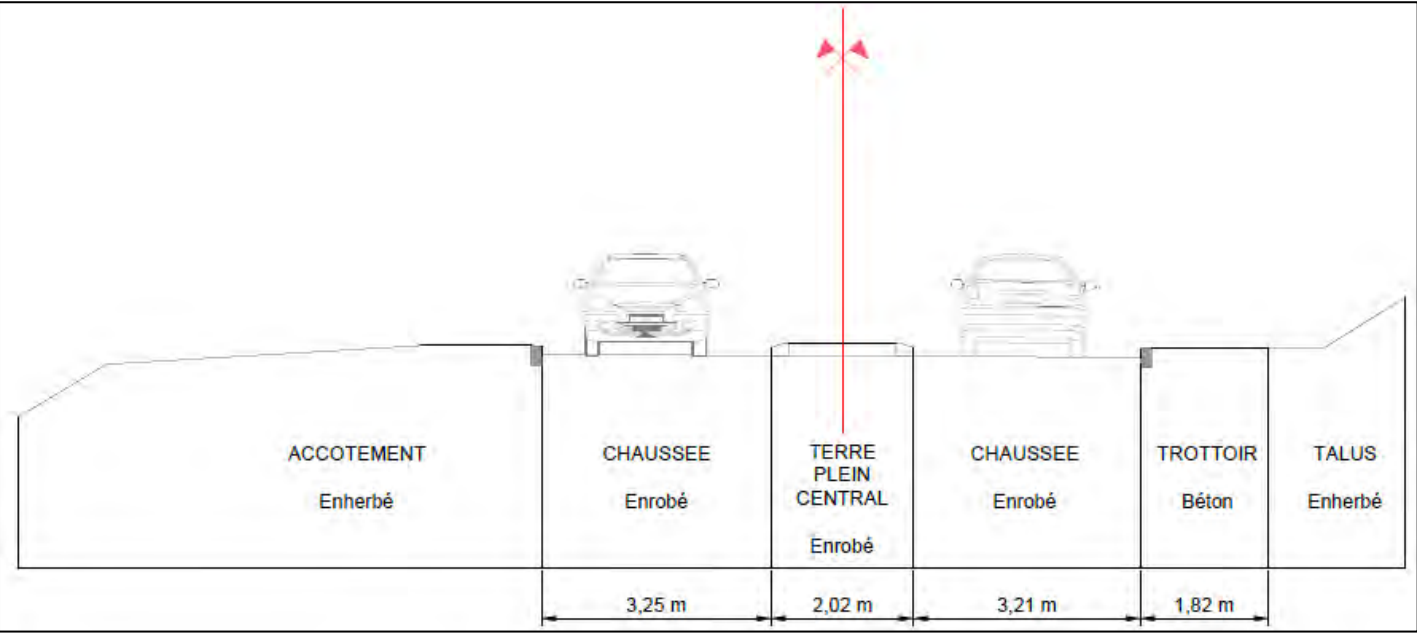 ACCOTEMENT
Enherbé
CHAUSSEE
Enrobé
TERRE
PLEIN
CENTRAL
Enrobé
CHAUSSEE
Enrobé
TROTTOIR
Béton
TALUS
Enherbé
3,25 m
2,02 m
3,21 m
1,82 m